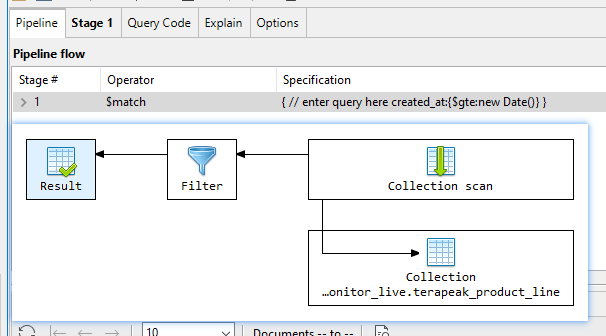 Pipeline Stage 1 Query Code Explain Options
Pipeline flow
Stage # Operator Specification
1 $match { // enter query here created_at:{$gte:new Date()} }
Result Filter Collection scan
Collection
…onitor_live.terapeak_product_line
10 Documents -- to --